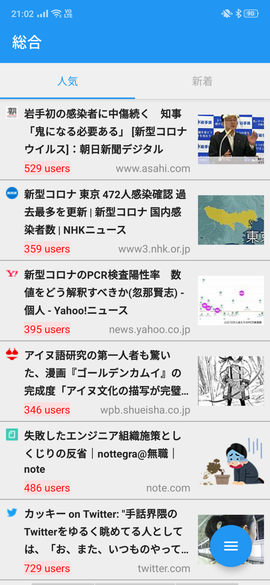 21:02
90
総合
人気
新着
岩手初の感染者に中傷続く　知事
「鬼になる必要ある」 [新型コロナ
ウイルス]：朝日新聞デジタル
529 users
www.asahi.com
新型コロナ 東京 472人感染確認 過
去最多を更新 | 新型コロナ 国内感
染者数 | NHKニュース
359 users
www3.nhk.or.jp
新型コロナのPCR検査陽性率　数
値をどう解釈すべきか(忽那賢志) -
個人 - Yahoo!ニュース
395 users
news.yahoo.co.jp
アイヌ語研究の第一人者も驚い
た、漫画『ゴールデンカムイ』の
完成度「アイヌ文化の描写が完璧...
346 users
wpb.shueisha.co.jp
失敗したエンジニア組織施策とし
くじりの反省｜nottegra@無職｜
note
486 users
note.com
カッキー on Twitter: "手話界隈の
Twitterをゆるく眺めてる人として
は、「お、また、いつものやって...
729 users
twitter.com